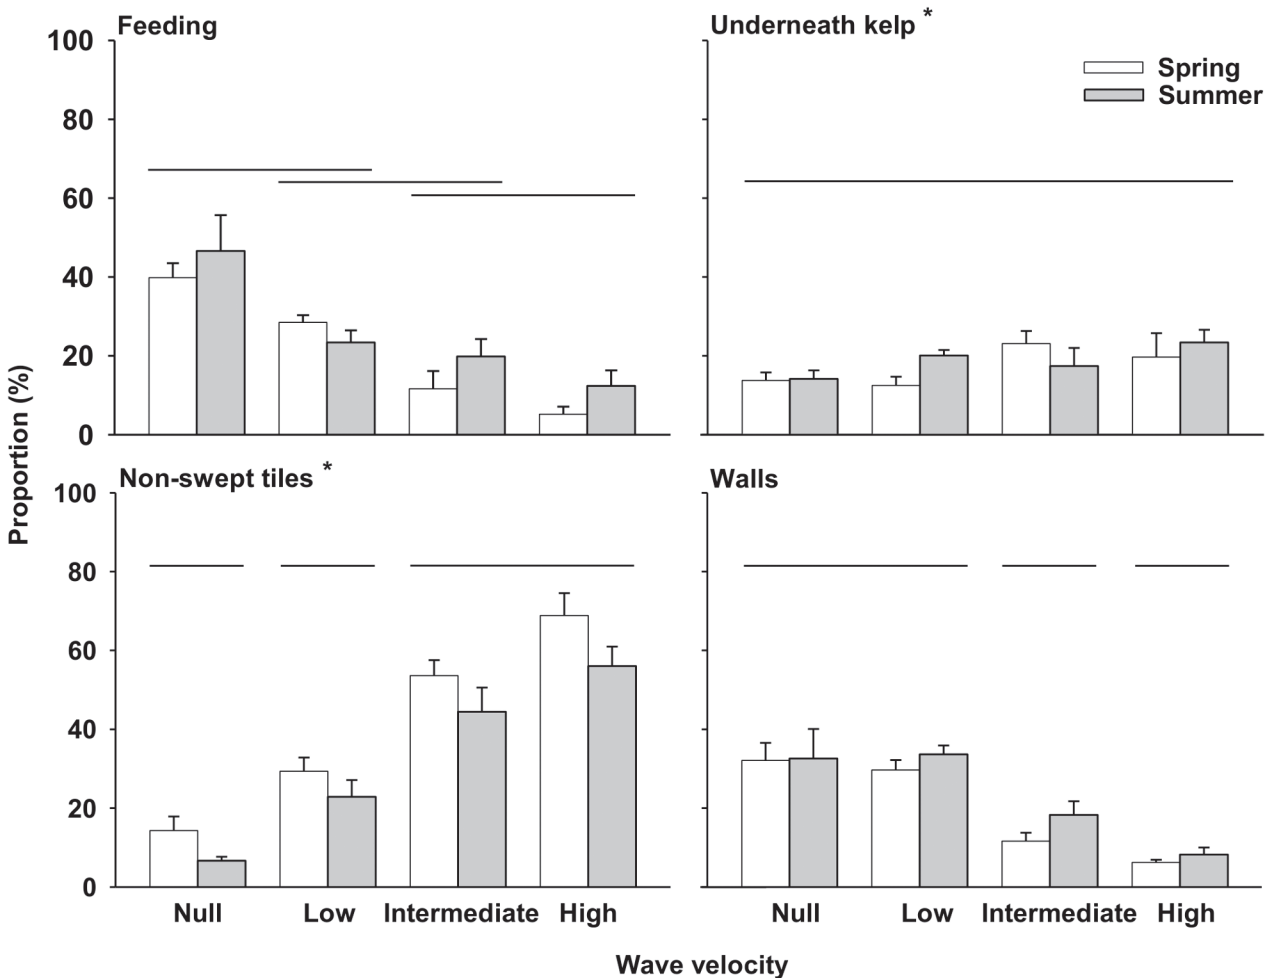 Feeding
Underneath kelp *
Spring
Summer
100
80
60
40
20
0
Proportion (%)
Non-swept tiles *
Walls
100
80
60
40
20
0
Null Low Intermediate High
Null Low Intermediate High
Wave velocity